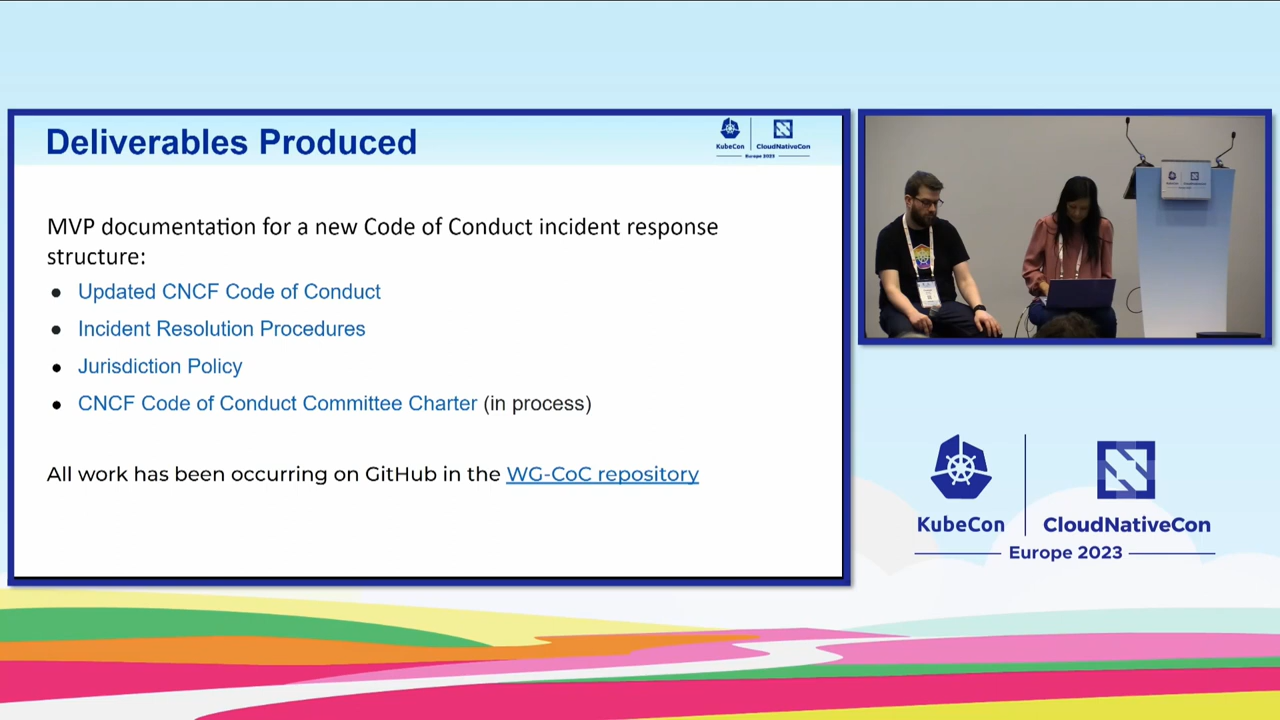 Deliverables Produced
KubeCon
CloudNativeCon
Europe 2023
MVP documentation for a new Code of Conduct incident response
structure:
Updated CNCF Code of Conduct
Incident Resolution Procedures
Jurisdiction Policy
CNCF Code of Conduct Committee Charter (in process)
All work has been occurring on GitHub in the WG-CoC repository
KubeCon
CloudNativeCon
Europe 2023